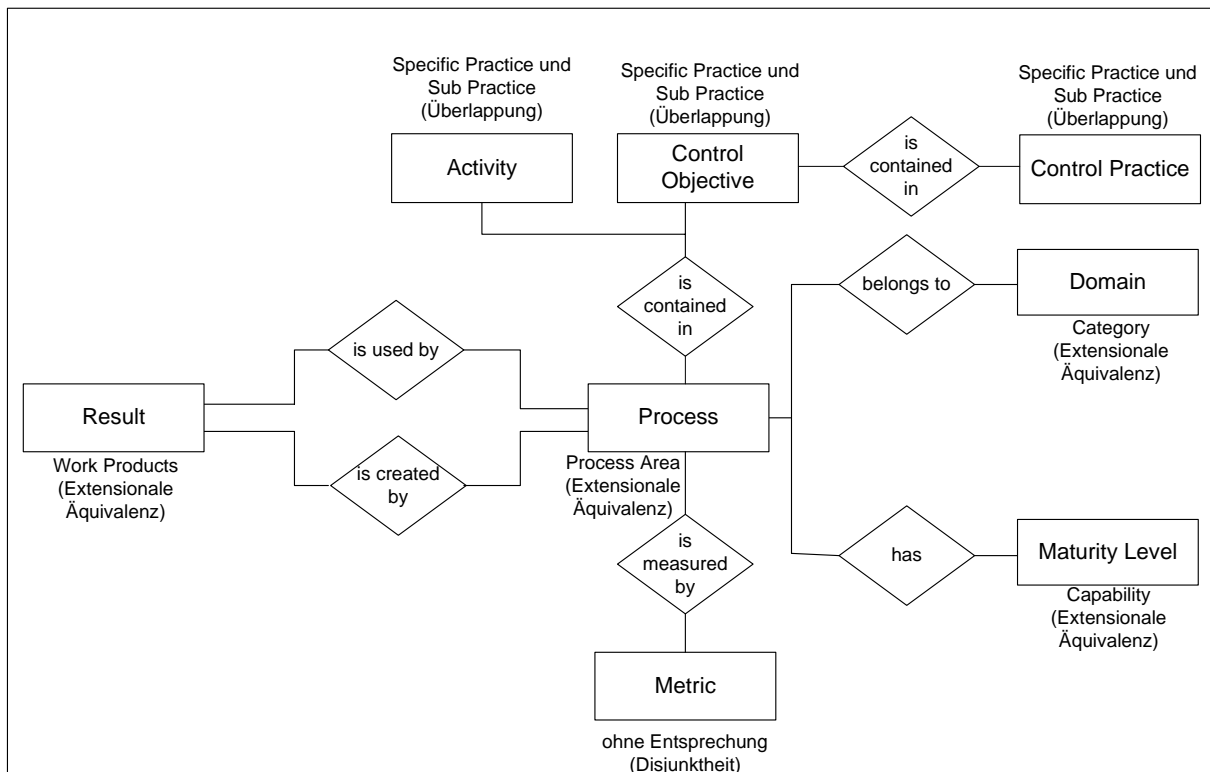 Specific Practice und
Sub Practice
(Überlappung)
Activity
Specific Practice und
Sub Practice
(Überlappung)
Control
Objective
is
contained
in
Specific Practice und
Sub Practice
(Überlappung)
Control Practice
is
contained
in
belongs to
Domain
Category
(Extensionale
Äquivalenz)
is used by
Result
Work Products
(Extensionale
Äquivalenz)
is created
by
Process
Process Area
(Extensionale
Äquivalenz)
is
measured
by
has
Maturity Level
Capability
(Extensionale
Äquivalenz)
Metric
ohne Entsprechung
(Disjunktheit)